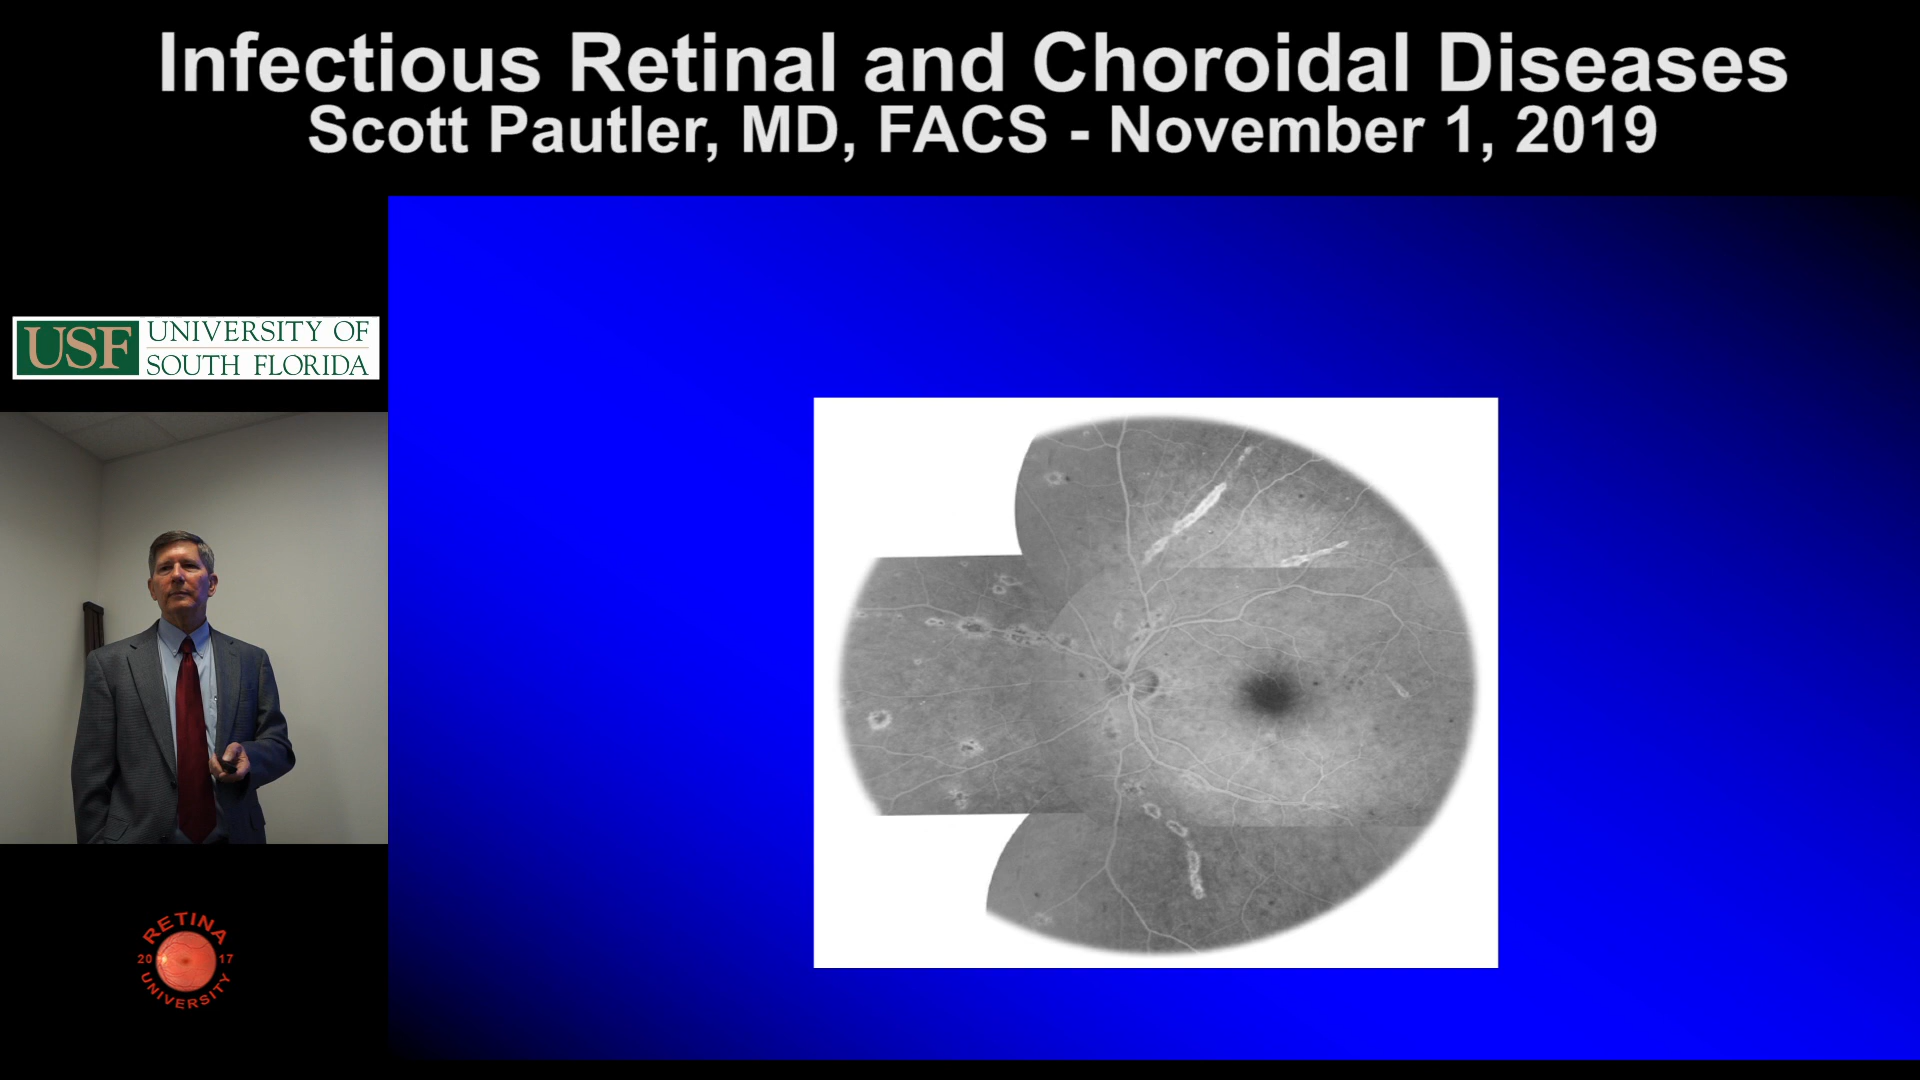 Infectious Retinal and Choroidal Diseases
Scott Pautler, MD, FACS - November 1, 2019
USF UNIVERSITY OF
SOUTH FLORIDA
RETINA
20 17
UNIVERSITY